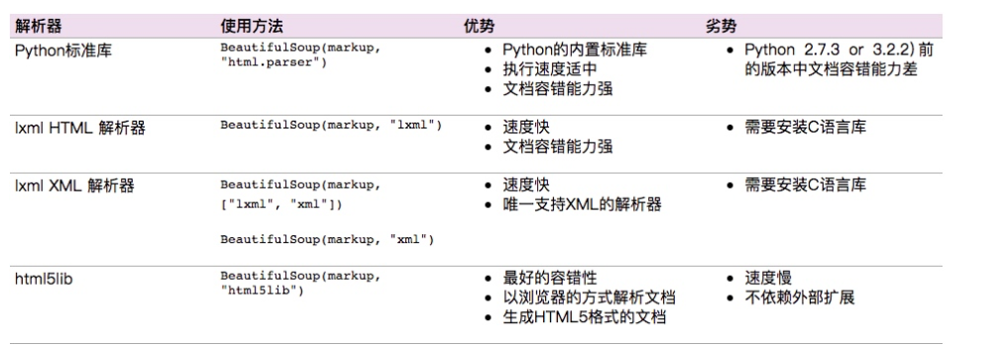 解析器 使用方法 优势 劣势
Python标准库 BeautifulSoup(markup, "html.parser") • Python的内置标准库 • 执行速度适中 • 文档容错能力强 • Python 2.7.3 or 3.2.2)前的版本中文档容错能力差
lxml HTML 解析器 BeautifulSoup(markup, "lxml") • 速度快 • 文档容错能力强 • 需要安装C语言库
lxml XML 解析器 BeautifulSoup(markup, ["lxml", "xml"]) BeautifulSoup(markup, "xml") • 速度快 • 唯一支持XML的解析器 • 需要安装C语言库
html5lib BeautifulSoup(markup, "html5lib") • 最好的容错性 • 以浏览器的方式解析文档 • 生成HTML5格式的文档 • 速度慢 • 不依赖外部扩展